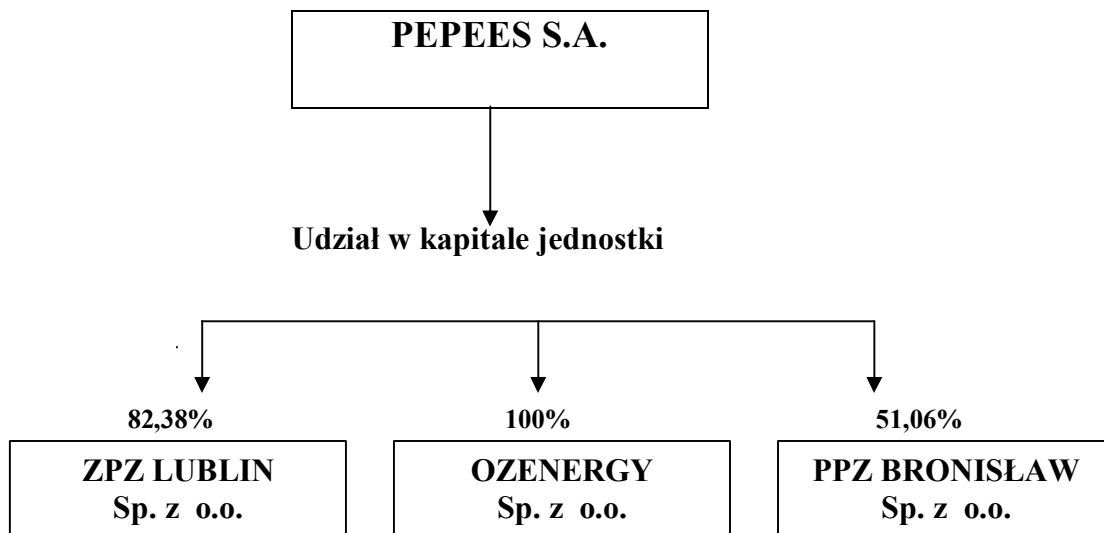 PEPEES S.A.
Udział w kapitale jednostki
82,38%
100%
51,06%
ZPZ LUBLIN
Sp. z o.o.
OZENERGY
Sp. z o.o.
PPZ BRONISŁAW
Sp. z o.o.